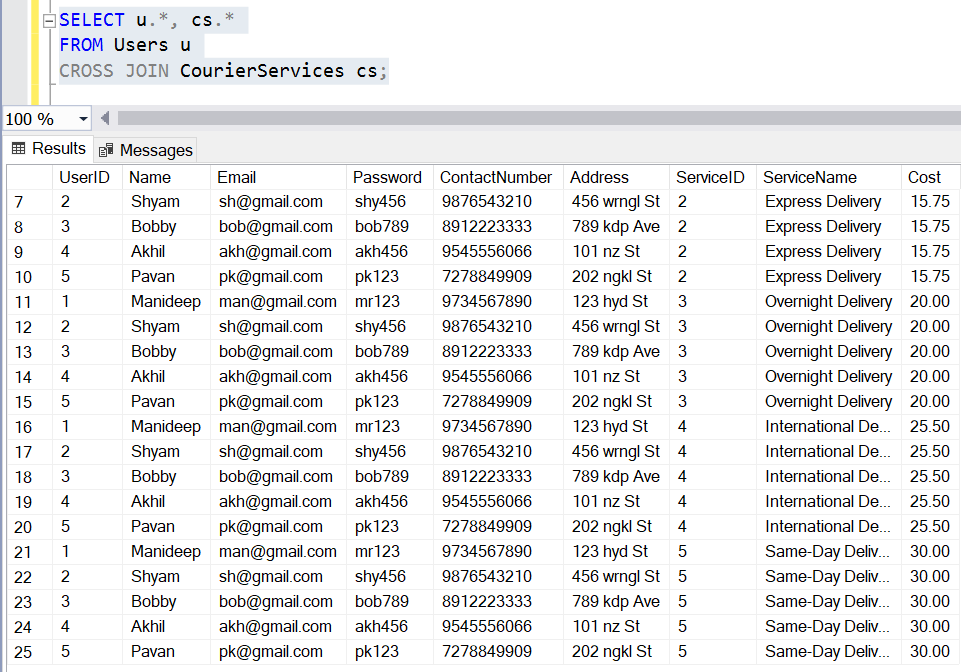 SELECT u.*, cs.*
FROM Users u
CROSS JOIN CourierServices cs;
100 %
Results Messages
UserID Name Email Password ContactNumber Address ServiceID ServiceName Cost
7 2 Shyam sh@gmail.com shy456 9876543210 456 wrngl St 2 Express Delivery 15.75
8 3 Bobby bob@gmail.com bob789 8912223333 789 kdp Ave 2 Express Delivery 15.75
9 4 Akhil akh@gmail.com akh456 9545556066 101 nz St 2 Express Delivery 15.75
10 5 Pavan pk@gmail.com pk123 7278849909 202 ngkl St 2 Express Delivery 15.75
11 1 Manideep man@gmail.com mr123 9734567890 123 hyd St 3 Overnight Delivery 20.00
12 2 Shyam sh@gmail.com shy456 9876543210 456 wrngl St 3 Overnight Delivery 20.00
13 3 Bobby bob@gmail.com bob789 8912223333 789 kdp Ave 3 Overnight Delivery 20.00
14 4 Akhil akh@gmail.com akh456 9545556066 101 nz St 3 Overnight Delivery 20.00
15 5 Pavan pk@gmail.com pk123 7278849909 202 ngkl St 3 Overnight Delivery 20.00
16 1 Manideep man@gmail.com mr123 9734567890 123 hyd St 4 International De... 25.50
17 2 Shyam sh@gmail.com shy456 9876543210 456 wrngl St 4 International De... 25.50
18 3 Bobby bob@gmail.com bob789 8912223333 789 kdp Ave 4 International De... 25.50
19 4 Akhil akh@gmail.com akh456 9545556066 101 nz St 4 International De... 25.50
20 5 Pavan pk@gmail.com pk123 7278849909 202 ngkl St 4 International De... 25.50
21 1 Manideep man@gmail.com mr123 9734567890 123 hyd St 5 Same-Day Deliv... 30.00
22 2 Shyam sh@gmail.com shy456 9876543210 456 wrngl St 5 Same-Day Deliv... 30.00
23 3 Bobby bob@gmail.com bob789 8912223333 789 kdp Ave 5 Same-Day Deliv... 30.00
24 4 Akhil akh@gmail.com akh456 9545556066 101 nz St 5 Same-Day Deliv... 30.00
25 5 Pavan pk@gmail.com pk123 7278849909 202 ngkl St 5 Same-Day Deliv... 30.00